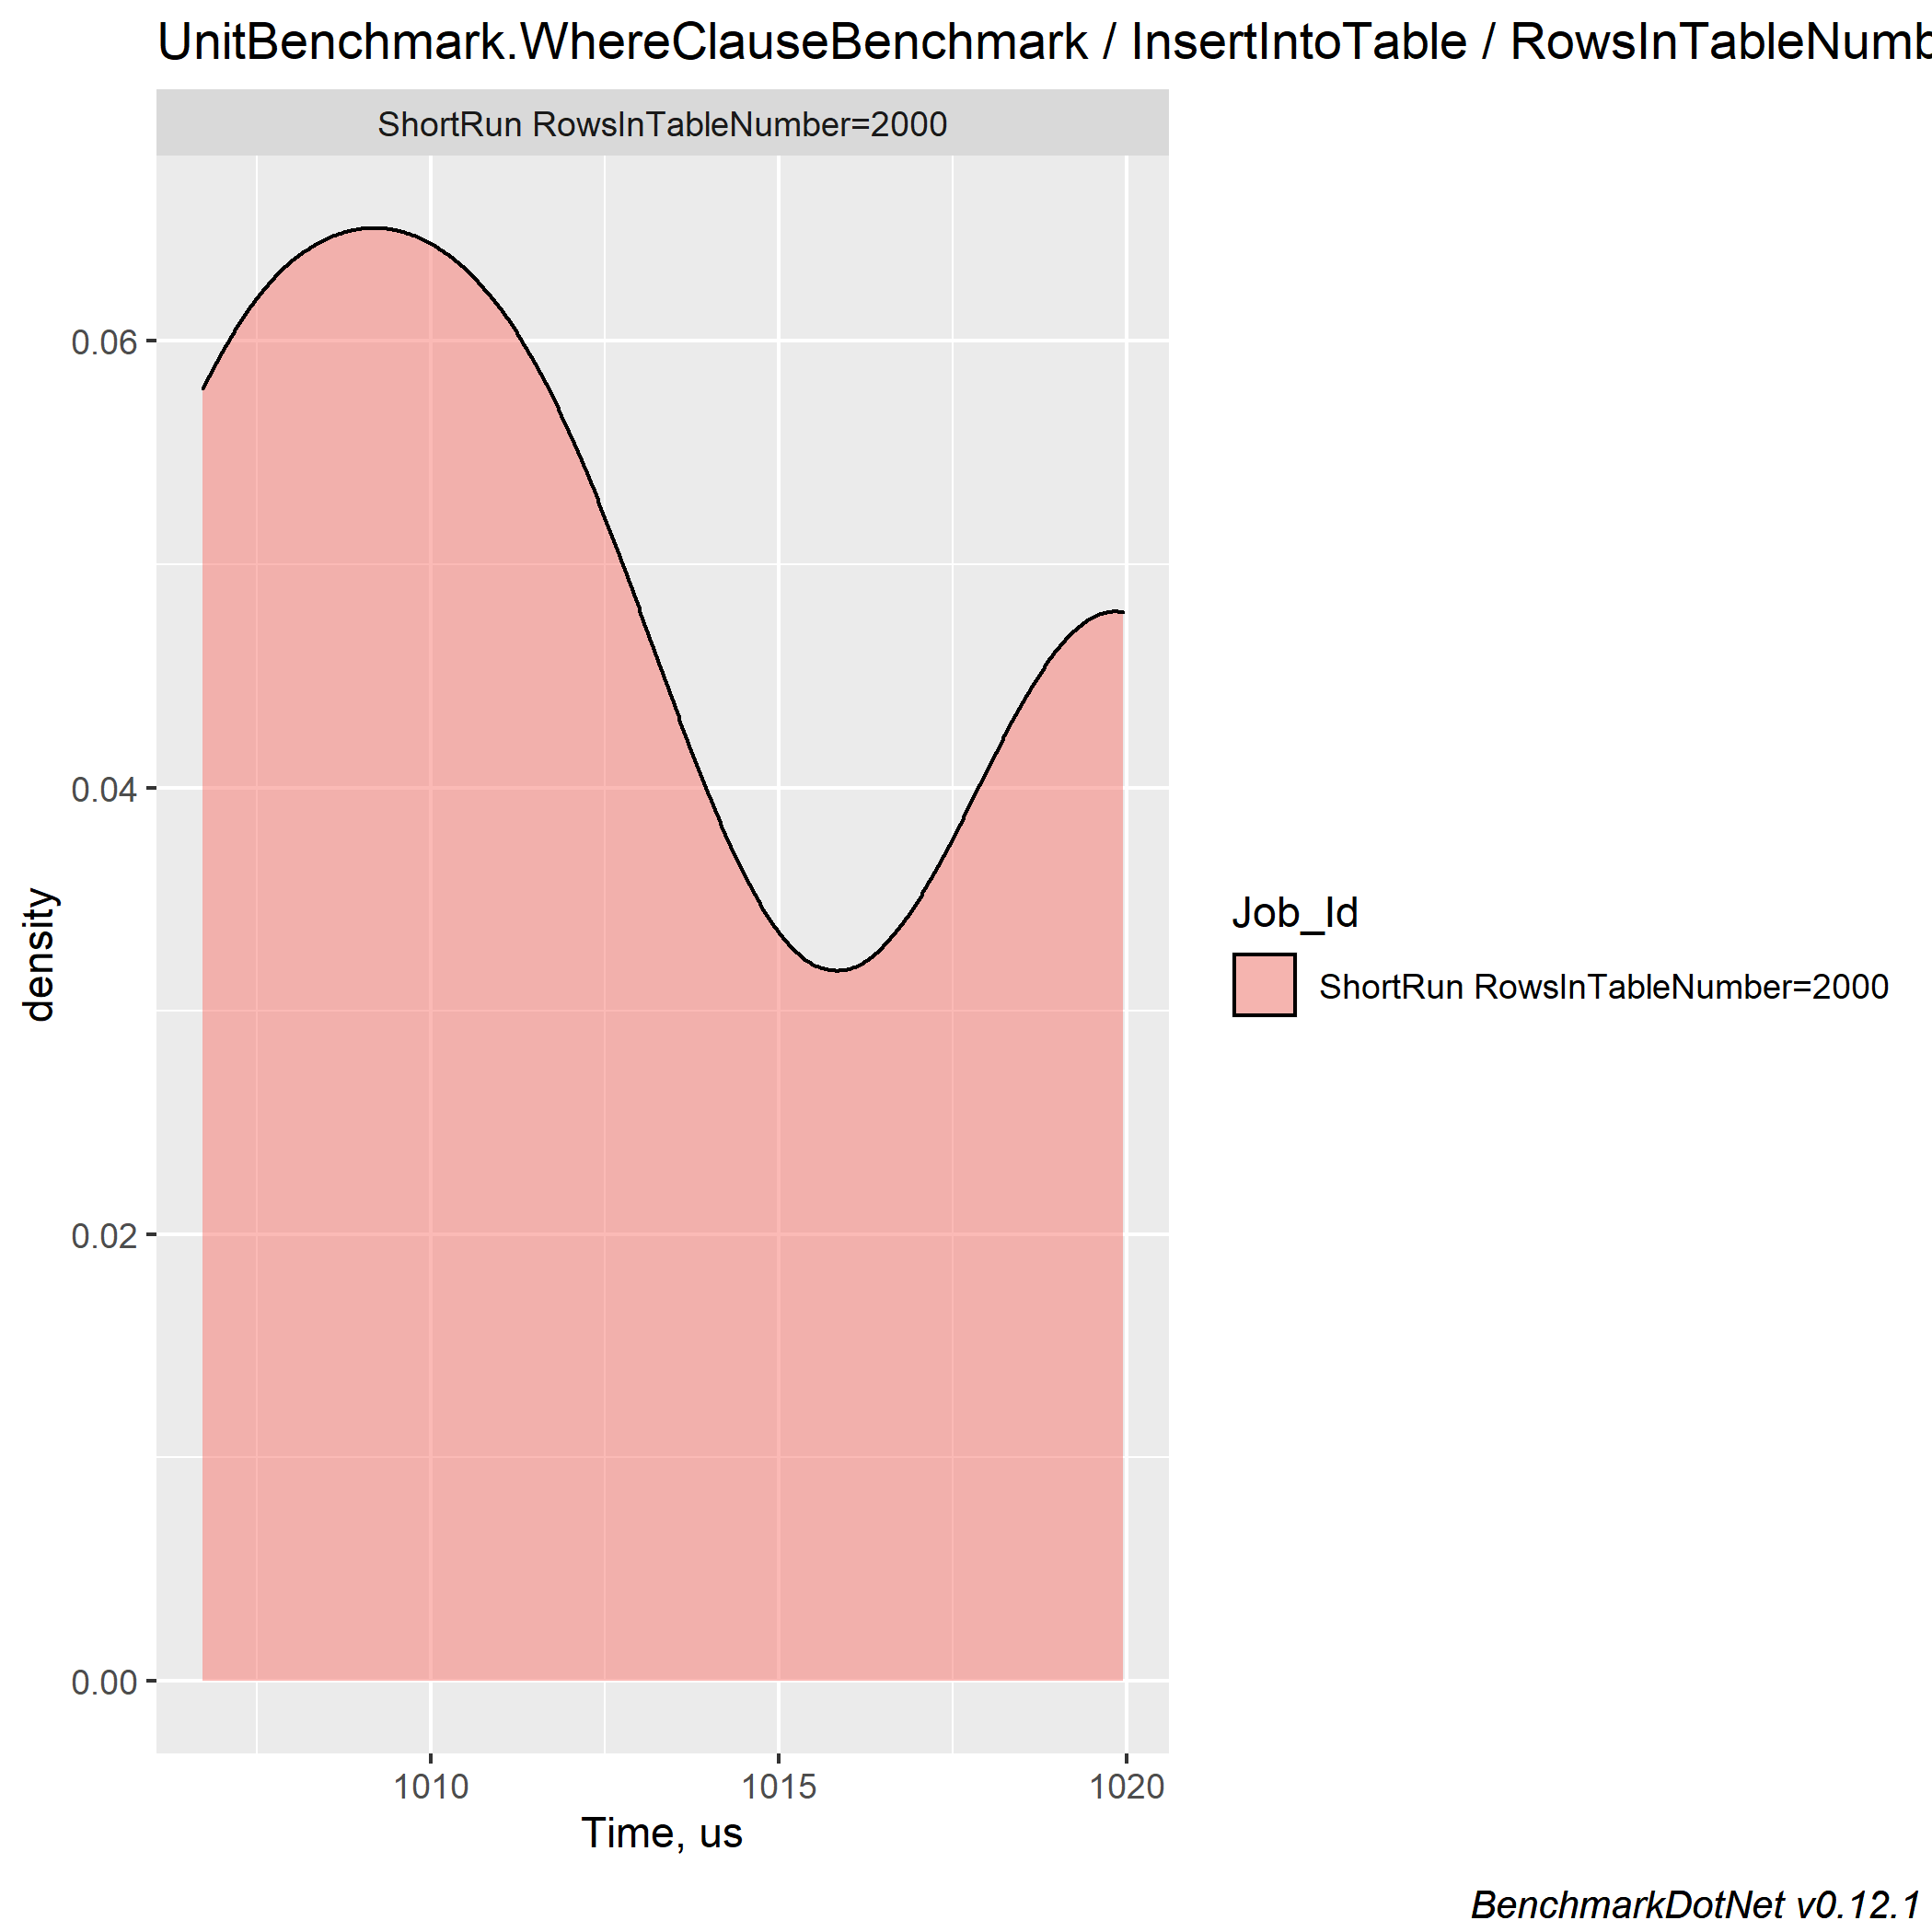 UnitBenchmark.WhereClauseBenchmark / InsertIntoTable / RowsInTableNumb
ShortRun RowsInTableNumber=2000
0.06
0.04
0.02
0.00
density
1010 1015 1020
Time, us
Job_Id
ShortRun RowsInTableNumber=2000
BenchmarkDotNet v0.12.1